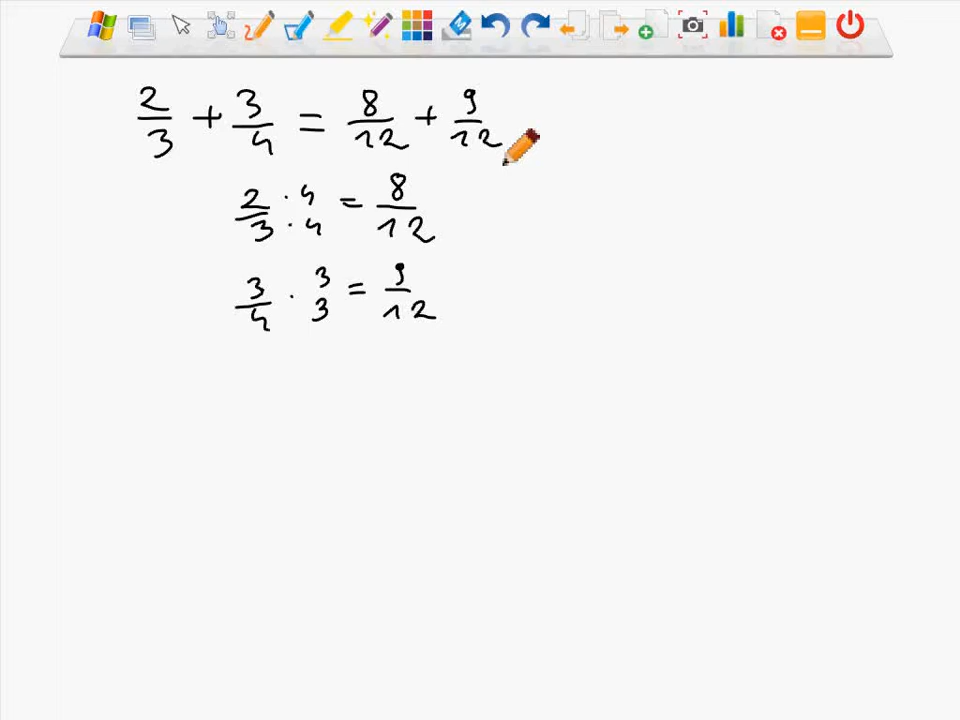 2/3 + 3/4 = 8/12 + 9/12
2/3 · 4 · 4 = 8/12
3/4 · 3/3 = 9/12